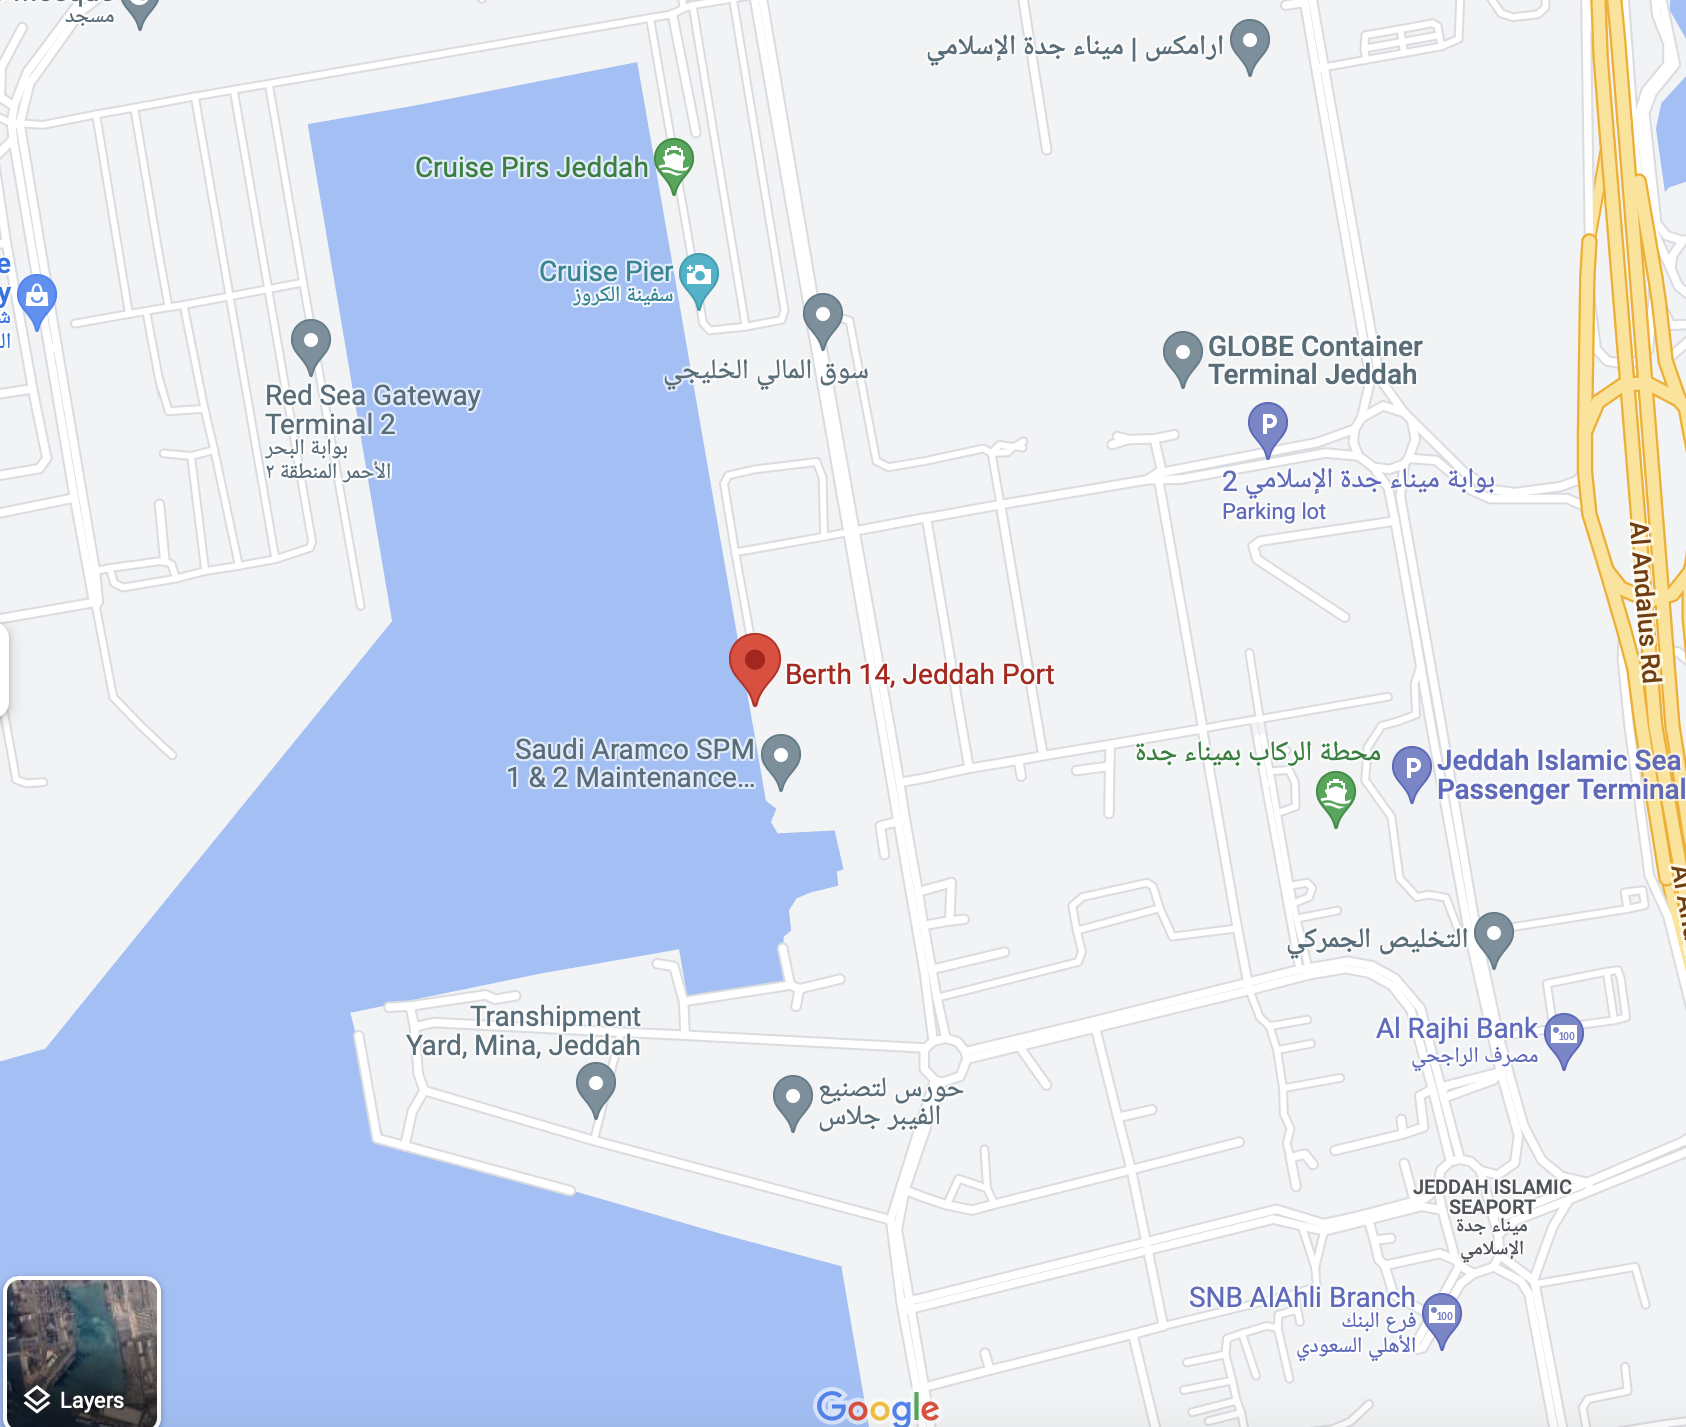 مسجد
ارامكس | ميناء جدة الإسلامي
Cruise Pirs Jeddah
Cruise Pier
سفينة الكروز
سوق المالي الخليجي
GLOBE Container
Terminal Jeddah
Red Sea Gateway
Terminal 2
بوابة البحر
الأحمر المنطقة ٢
بوابة ميناء جدة الإسلامي 2
Parking lot
Al Andalus Rd
Berth 14, Jeddah Port
Saudi Aramco SPM
1 & 2 Maintenance...
محطة الركاب بميناء جدة
Jeddah Islamic Sea
Passenger Terminal
التخليص الجمركي
Transhipment
Yard, Mina, Jeddah
Al Rajhi Bank
مصرف الراجحي
حورس لتصنيع
الفيبر جلاس
JEDDAH ISLAMIC
SEAPORT
ميناء جدة
الإسلامي
SNB AlAhli Branch
فرع البنك
الأهلي السعودي
Layers
Google